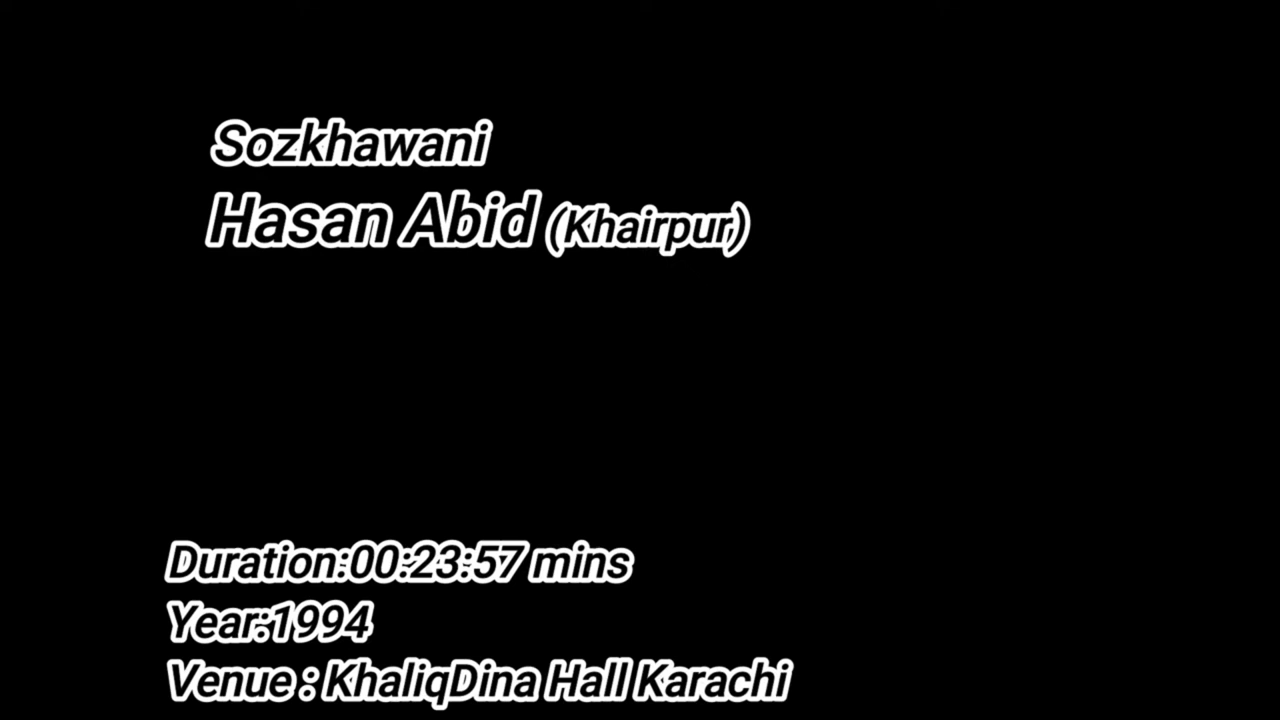 Sozkhawani
Hasan Abid (Khairpur)
Duration:00:23:57 mins
Year:1994
Venue : KhaliqDina Hall Karachi